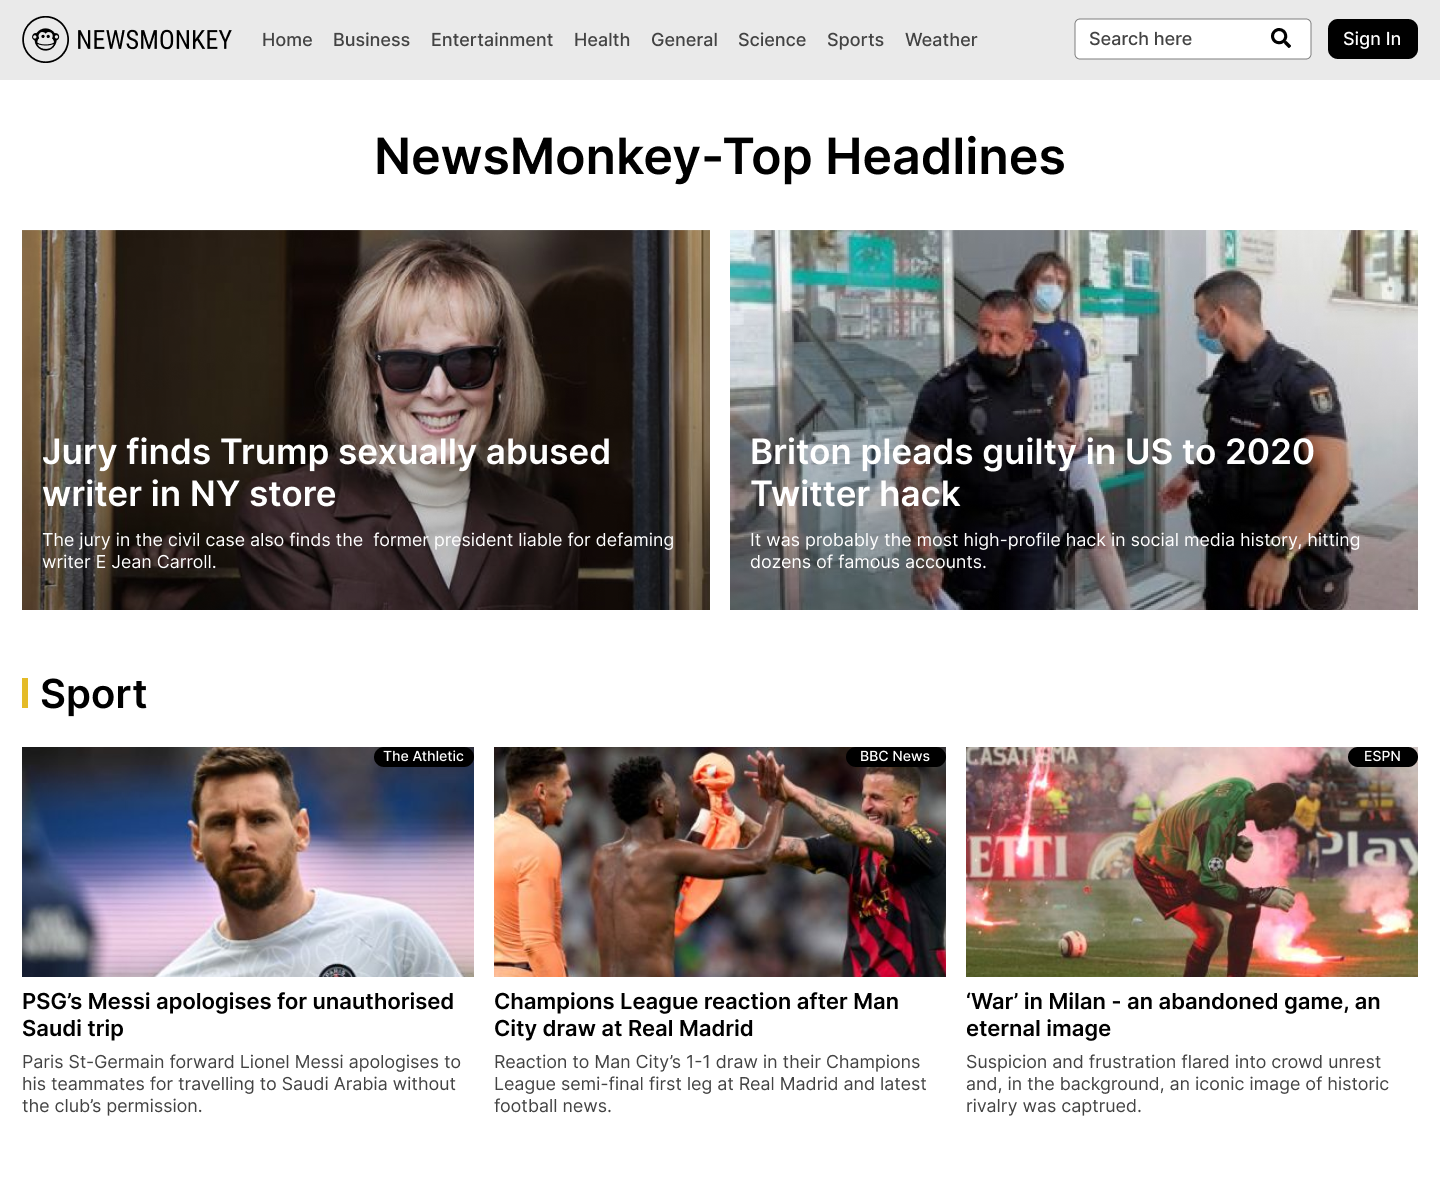 NEWSMONKEY Home Business Entertainment Health General Science Sports Weather Search here Sign In
NewsMonkey-Top Headlines
Jury finds Trump sexually abused
writer in NY store
The jury in the civil case also finds the former president liable for defaming
writer E Jean Carroll.
Briton pleads guilty in US to 2020
Twitter hack
It was probably the most high-profile hack in social media history, hitting
dozens of famous accounts.
Sport
The Athletic
PSG’s Messi apologises for unauthorised
Saudi trip
Paris St-Germain forward Lionel Messi apologises to
his teammates for travelling to Saudi Arabia without
the club’s permission.
BBC News
Champions League reaction after Man
City draw at Real Madrid
Reaction to Man City’s 1-1 draw in their Champions
League semi-final first leg at Real Madrid and latest
football news.
ESPN
ETTI
Play
‘War’ in Milan - an abandoned game, an
eternal image
Suspicion and frustration flared into crowd unrest
and, in the background, an iconic image of historic
rivalry was captrued.